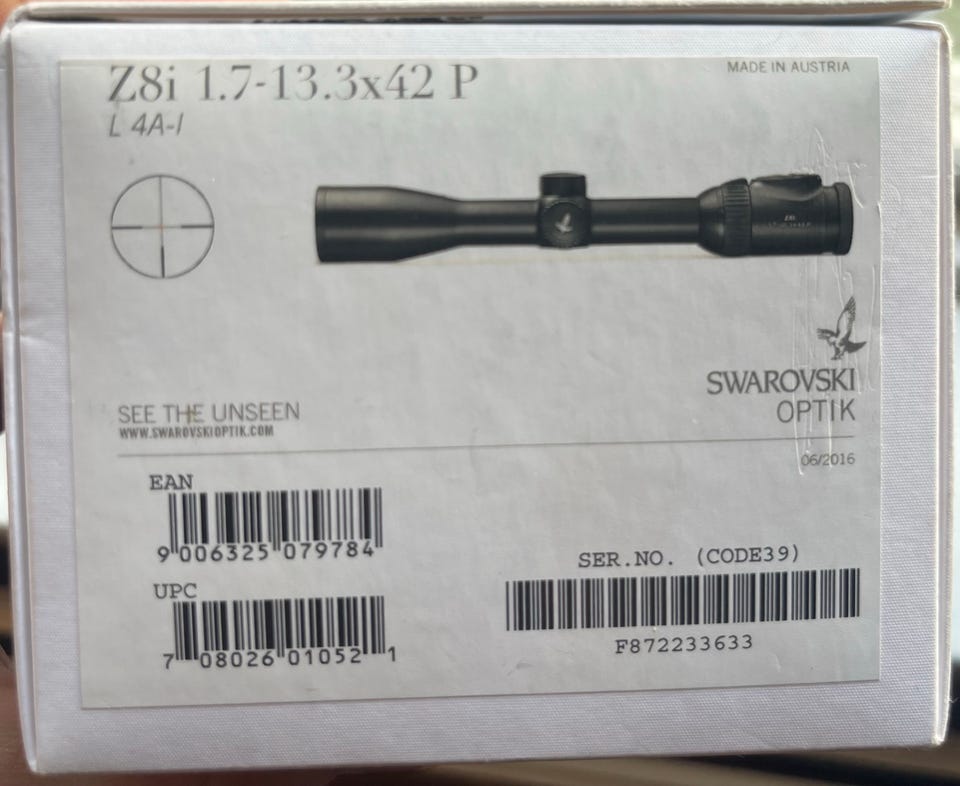 Z8i 1.7-13.3x42 P
MADE IN AUSTRIA
L 4A-I
SWAROVSKI
OPTIK
SEE THE UNSEEN
WWW.SWAROVSKIOPTIK.COM
06/2016
EAN
9 006325 079784
SER.NO. (CODE39)
F872233633
UPC
7 08026 01052 1